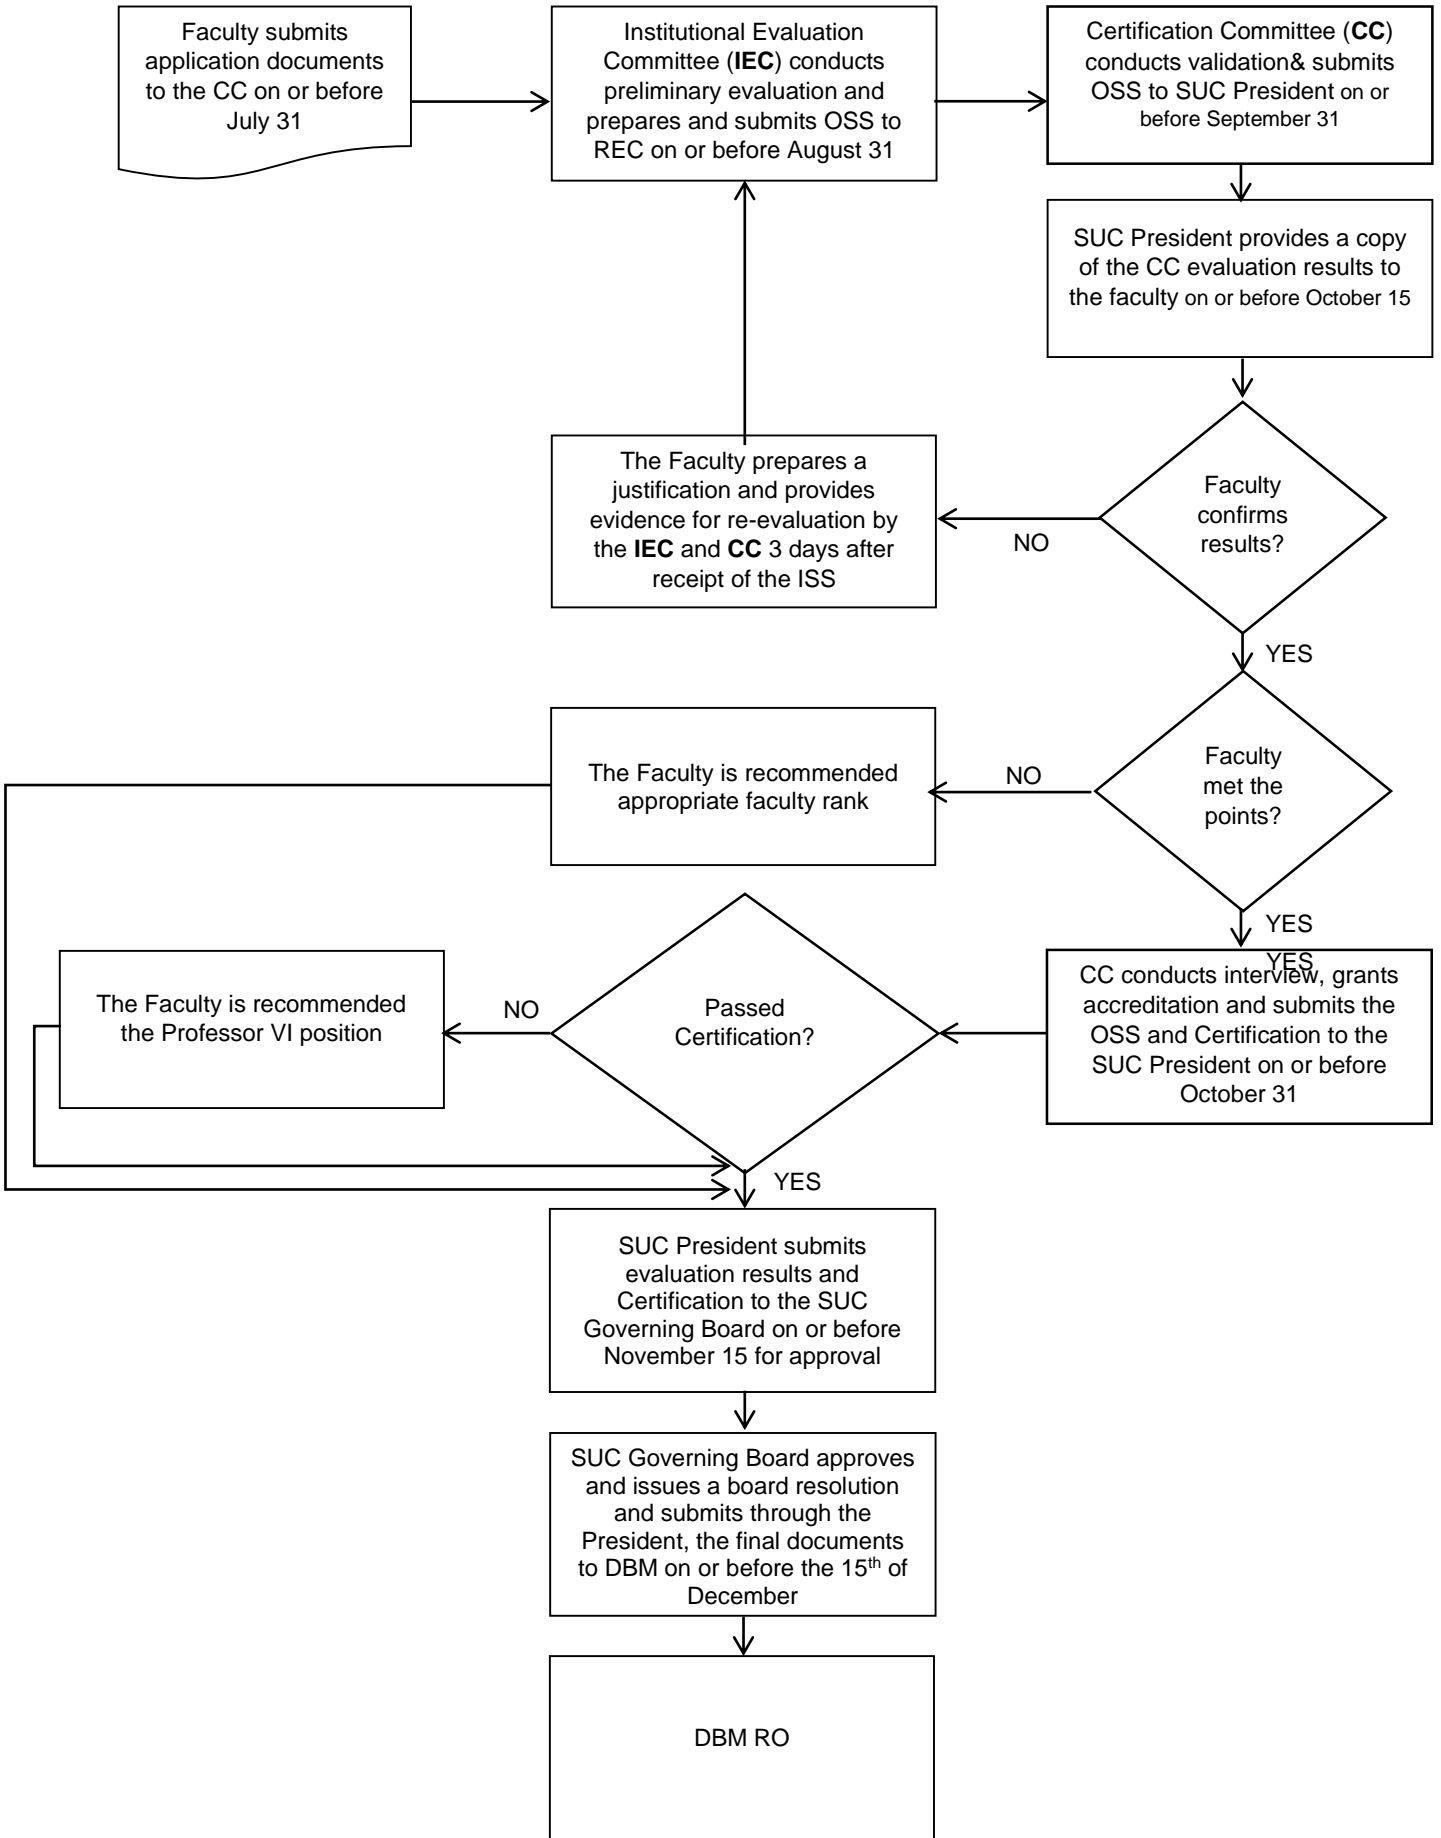 Faculty submits
application documents
to the CC on or before
July 31
Institutional Evaluation
Committee (IEC) conducts
preliminary evaluation and
prepares and submits OSS to
REC on or before August 31
Certification Committee (CC)
conducts validation& submits
OSS to SUC President on or
before September 31
SUC President provides a copy
of the CC evaluation results to
the faculty on or before October 15
The Faculty prepares a
justification and provides
evidence for re-evaluation by
the IEC and CC 3 days after
receipt of the ISS
NO
Faculty
confirms
results?
YES
The Faculty is recommended
appropriate faculty rank
NO
Faculty
met the
points?
YES
YES
The Faculty is recommended
the Professor VI position
NO
Passed
Certification?
CC conducts interview, grants
accreditation and submits the
OSS and Certification to the
SUC President on or before
October 31
YES
SUC President submits
evaluation results and
Certification to the SUC
Governing Board on or before
November 15 for approval
SUC Governing Board approves
and issues a board resolution
and submits through the
President, the final documents
to DBM on or before the 15th of
December
DBM RO